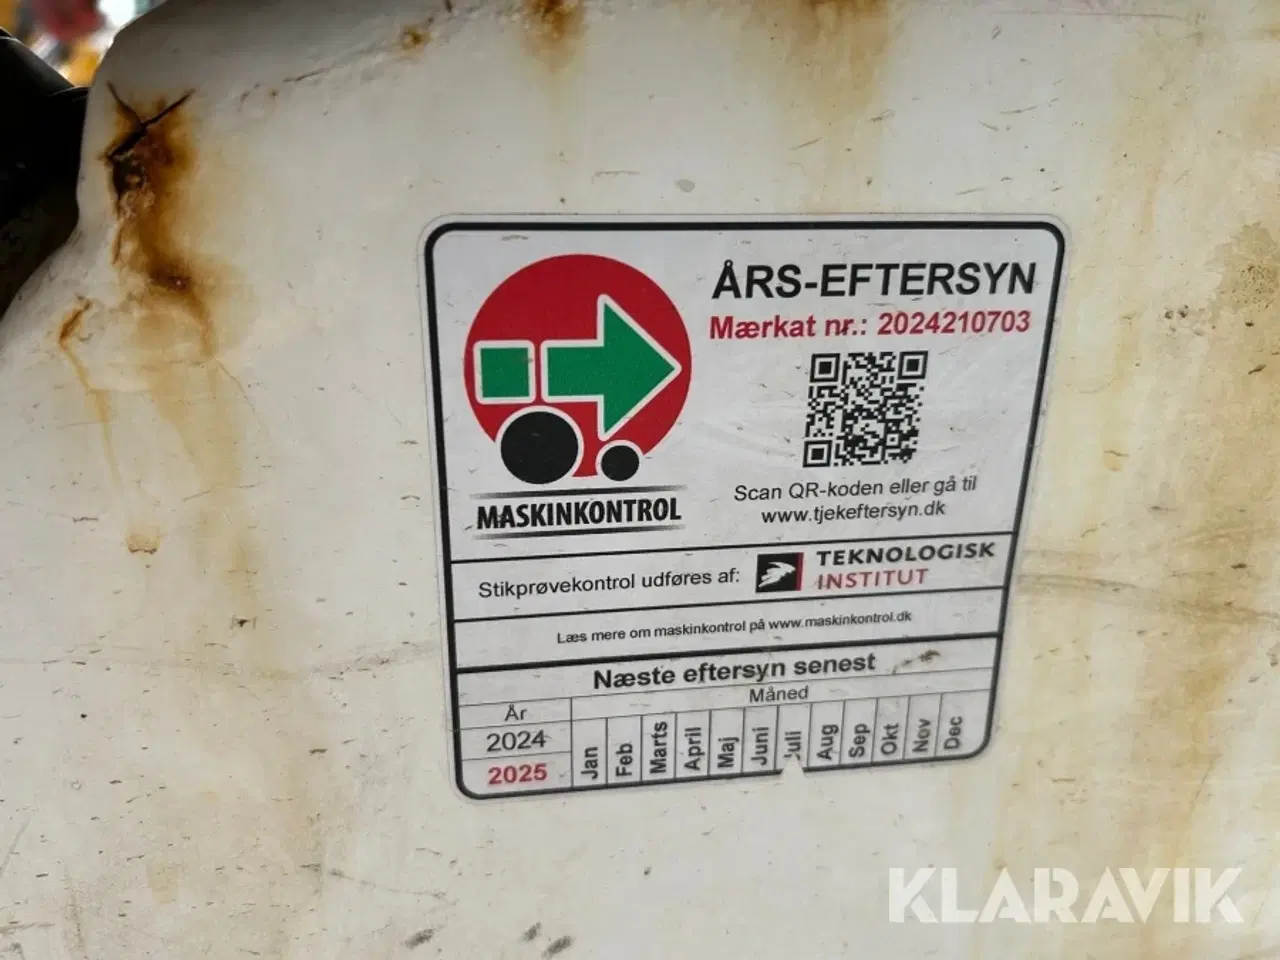 ÅRS-EFTERSYN
Mærkat nr.: 2024210703
Scan QR-koden eller gå til
www.tjekeftersyn.dk
MASKINKONTROL
Stikprøvekontrol udføres af:
TEKNOLOGISK
INSTITUT
Læs mere om maskinkontrol på www.maskinkontrol.dk
Næste eftersyn senest
År
Måned
2024
2025
Jan Feb Marts April Maj Juni Juli Aug Sep Okt Nov Dec
KLARAVIK